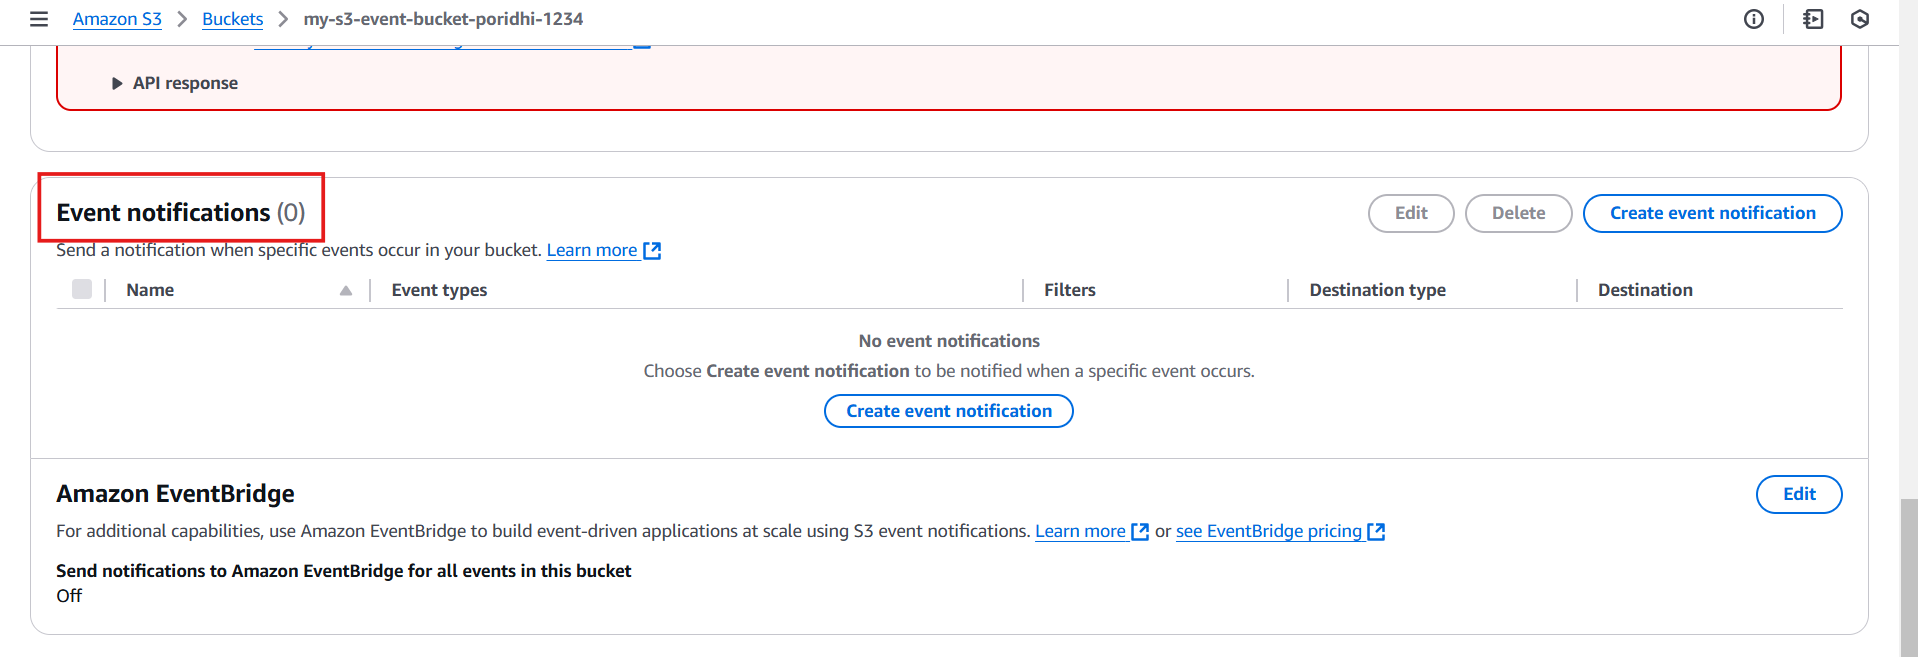 Amazon S3 > Buckets > my-s3-event-bucket-poridhi-1234
API response
Event notifications (0)
Edit Delete Create event notification
Send a notification when specific events occur in your bucket. Learn more
Name Event types Filters Destination type Destination
No event notifications
Choose Create event notification to be notified when a specific event occurs.
Create event notification
Amazon EventBridge
Edit
For additional capabilities, use Amazon EventBridge to build event-driven applications at scale using S3 event notifications. Learn more or see EventBridge pricing
Send notifications to Amazon EventBridge for all events in this bucket
Off